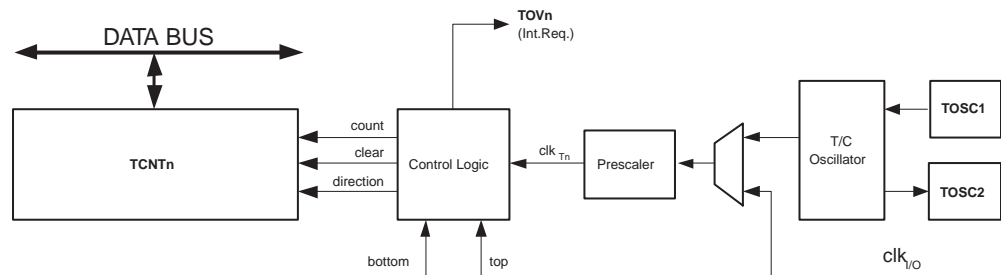 TOVn
(Int.Req.)
DATA BUS
TCNTn
count
clear
direction
Control Logic
clk Tn
Prescaler
T/C
Oscillator
TOSC1
TOSC2
bottom
top
clk I/O